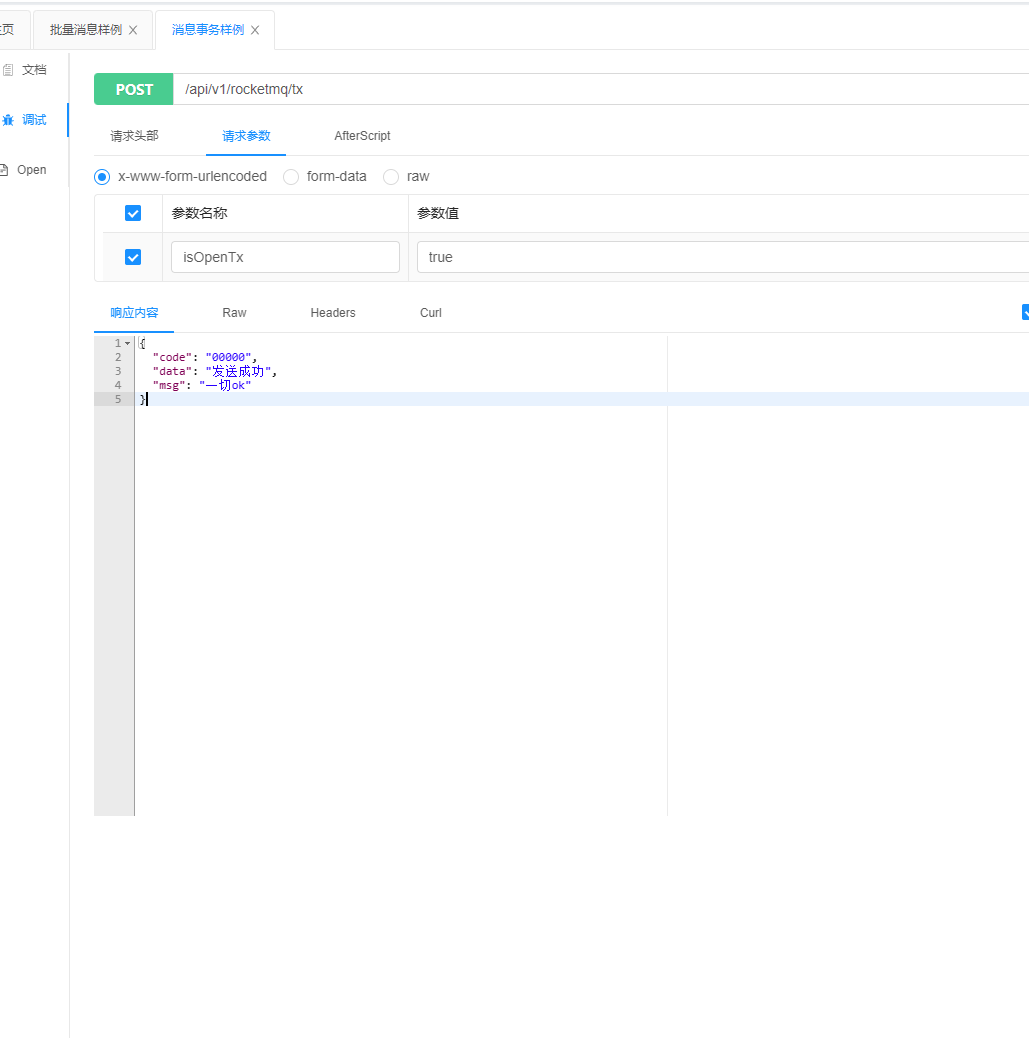 页
批量消息样例
消息事务样例
文档
POST /api/v1/rocketmq/tx
调试
请求头部 请求参数 AfterScript
Open
x-www-form-urlencoded form-data raw
参数名称 参数值
isOpenTx true
响应内容 Raw Headers Curl
1 {
2 "code": "00000",
3 "data": "发送成功",
4 "msg": "一切ok"
5 }